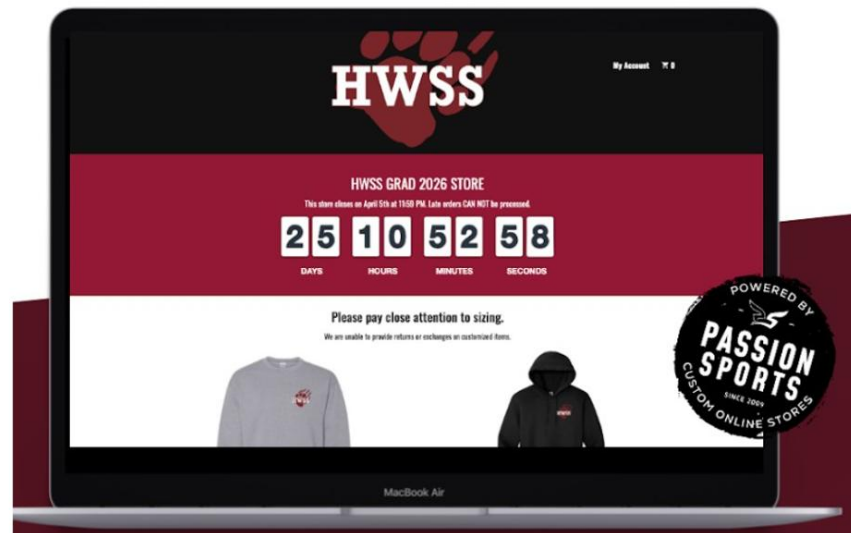 HWSS
My Account 0
HWSS GRAD 2026 STORE
This store closes on April 5th at 11:59 PM. Late orders CAN NOT be processed.
25 10 52 58
DAYS HOURS MINUTES SECONDS
Please pay close attention to sizing.
We are unable to provide returns or exchanges on customized items.
HWSS
HWSS
POWERED BY
PASSION
SPORTS
SINCE 2009
CUSTOM ONLINE STORES
MacBook Air